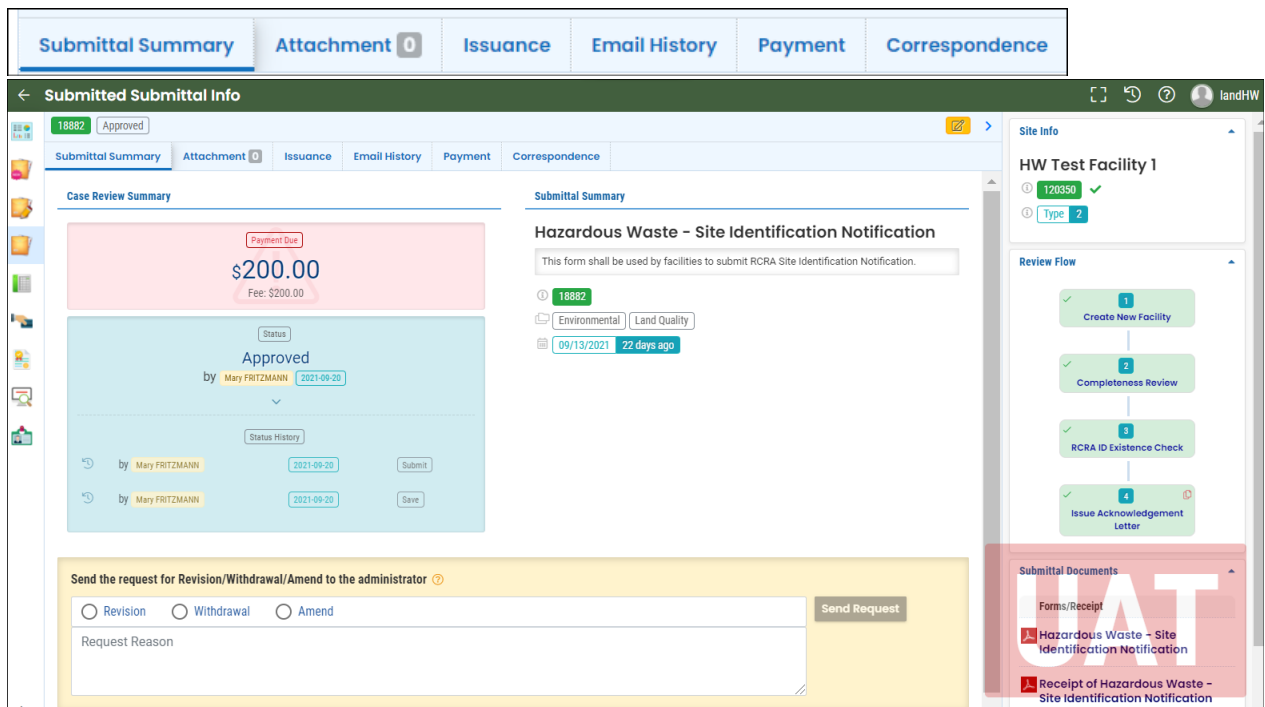 Submittal Summary Attachment 0 Issuance Email History Payment Correspondence
Submitted Submittal Info landHW
18882 Approved
Submittal Summary Attachment 0 Issuance Email History Payment Correspondence
Case Review Summary
Payment Due
$200.00
Fee: $200.00
Status
Approved
by Mary FRITZMANN 2021-09-20
Status History
by Mary FRITZMANN 2021-09-20 Submit
by Mary FRITZMANN 2021-09-20 Save
Submittal Summary
Hazardous Waste - Site Identification Notification
This form shall be used by facilities to submit RCRA Site Identification Notification.
18882
Environmental Land Quality
09/13/2021 22 days ago
Send the request for Revision/Withdrawal/Amend to the administrator
Revision Withdrawal Amend Send Request
Request Reason
Site Info
HW Test Facility 1
120350
Type 2
Review Flow
1
Create New Facility
2
Completeness Review
3
RCRA ID Existence Check
4
Issue Acknowledgement
Letter
UAT
Submittal Documents
Forms/Receipt
Hazardous Waste - Site
Identification Notification
Receipt of Hazardous Waste -
Site Identification Notification